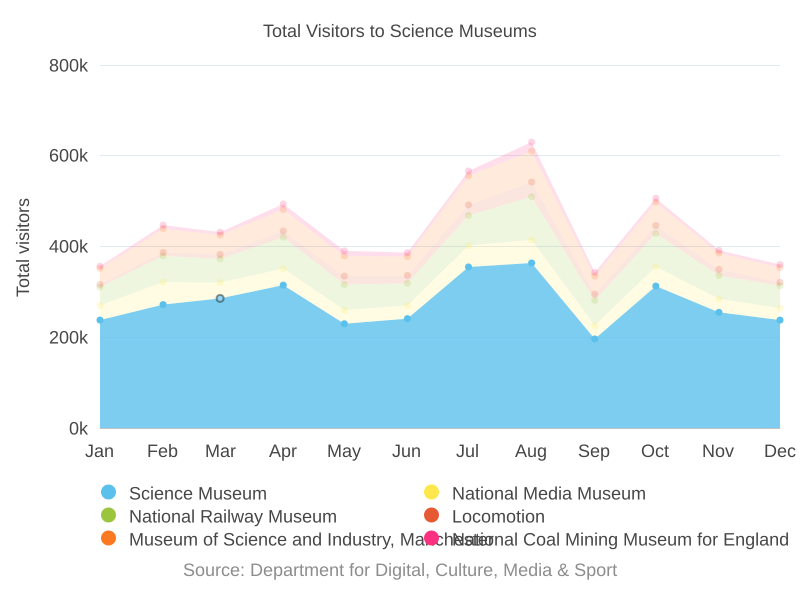 Total Visitors to Science Museums
Total visitors
800k
600k
400k
200k
0k
Jan Feb Mar Apr May Jun Jul Aug Sep Oct Nov Dec
Science Museum National Media Museum
National Railway Museum Locomotion
Museum of Science and Industry, Manchester National Coal Mining Museum for England
Source: Department for Digital, Culture, Media & Sport